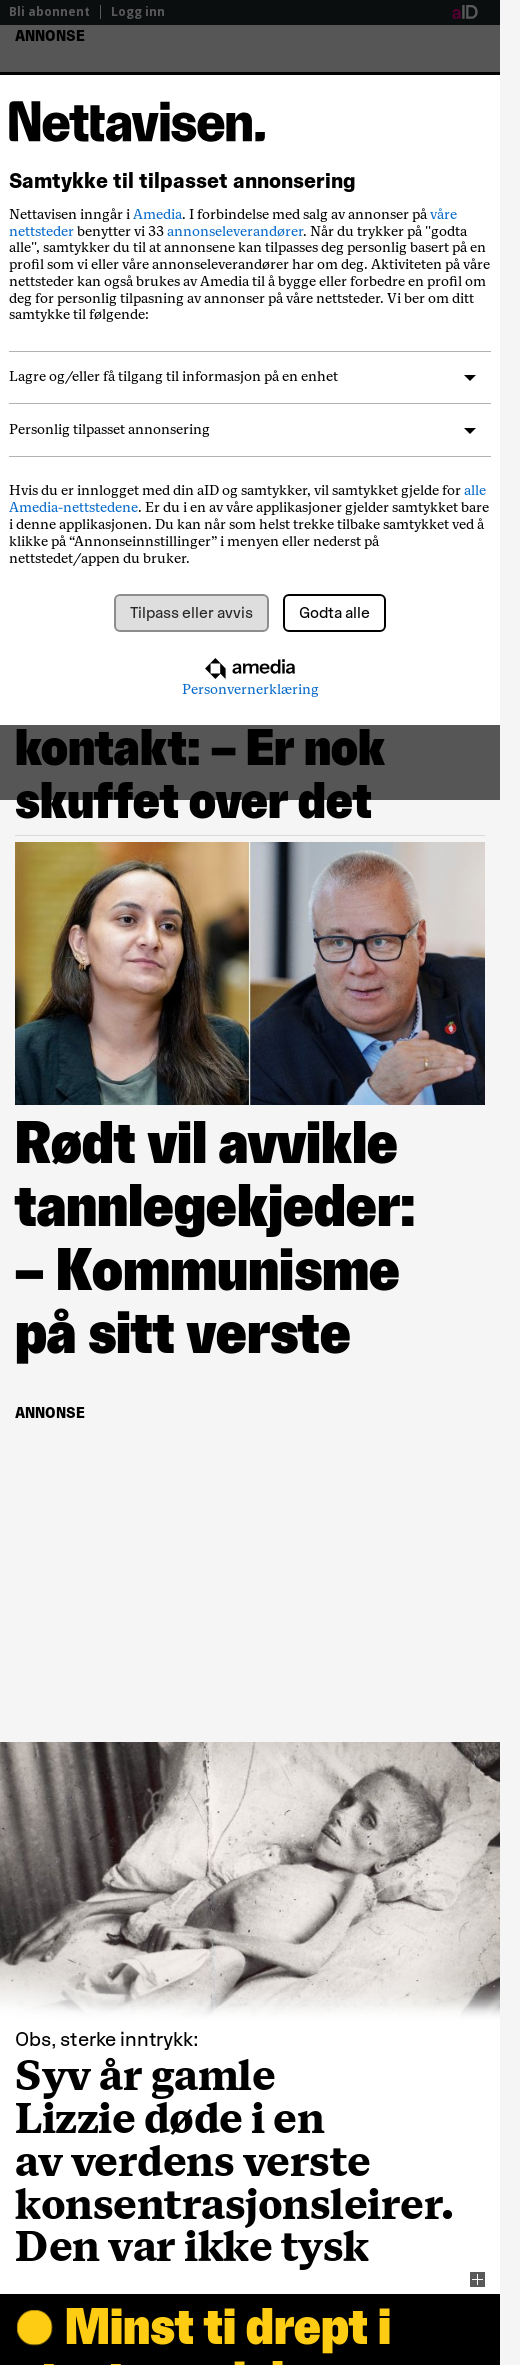 Bli abonnent | Logg inn
aID
ANNONSE
Nettavisen.
Samtykke til tilpasset annonsering
Nettavisen inngår i Amedia. I forbindelse med salg av annonser på våre
nettsteder benytter vi 33 annonseleverandører. Når du trykker på "godta
alle", samtykker du til at annonsene kan tilpasses deg personlig basert på en
profil som vi eller våre annonseleverandører har om deg. Aktiviteten på våre
nettsteder kan også brukes av Amedia til å bygge eller forbedre en profil om
deg for personlig tilpasning av annonser på våre nettsteder. Vi ber om ditt
samtykke til følgende:
Lagre og/eller få tilgang til informasjon på en enhet
Personlig tilpasset annonsering
Hvis du er innlogget med din aID og samtykker, vil samtykket gjelde for alle
Amedia-nettstedene. Er du i en av våre applikasjoner gjelder samtykket bare
i denne applikasjonen. Du kan når som helst trekke tilbake samtykket ved å
klikke på “Annonseinnstillinger” i menyen eller nederst på
nettstedet/appen du bruker.
Tilpass eller avvis
Godta alle
amedia
Personvernerklæring
kontakt: – Er nok
skuffet over det
Rødt vil avvikle
tannlegekjeder:
– Kommunisme
på sitt verste
ANNONSE
Obs, sterke inntrykk:
Syv år gamle
Lizzie døde i en
av verdens verste
konsentrasjonsleirer.
Den var ikke tysk
Minst ti drept i